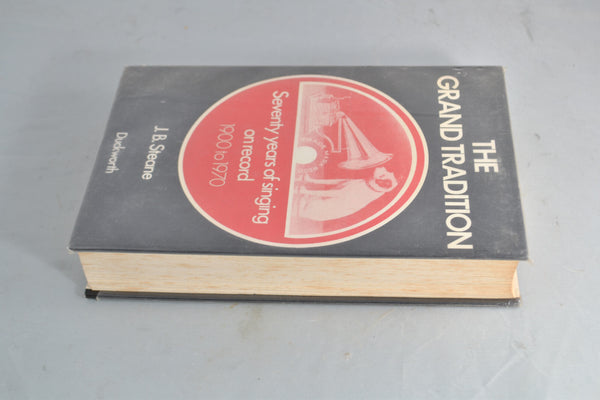 THE
GRAND TRADITION
Seventy years of singing
on record
1900 to 1970
J. B. Steane
Duckworth